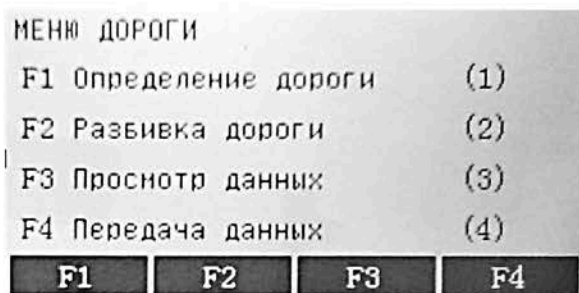 МЕНЮ ДОРОГИ
F1 Определение дороги (1)
F2 Разбивка дороги (2)
F3 Просмотр данных (3)
F4 Передача данных (4)
F1 F2 F3 F4